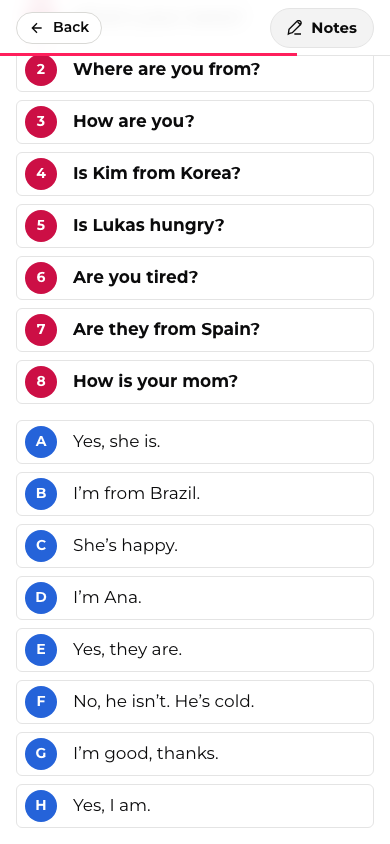 Back
Notes
2 Where are you from?
3 How are you?
4 Is Kim from Korea?
5 Is Lukas hungry?
6 Are you tired?
7 Are they from Spain?
8 How is your mom?
A Yes, she is.
B I’m from Brazil.
C She’s happy.
D I’m Ana.
E Yes, they are.
F No, he isn’t. He’s cold.
G I’m good, thanks.
H Yes, I am.